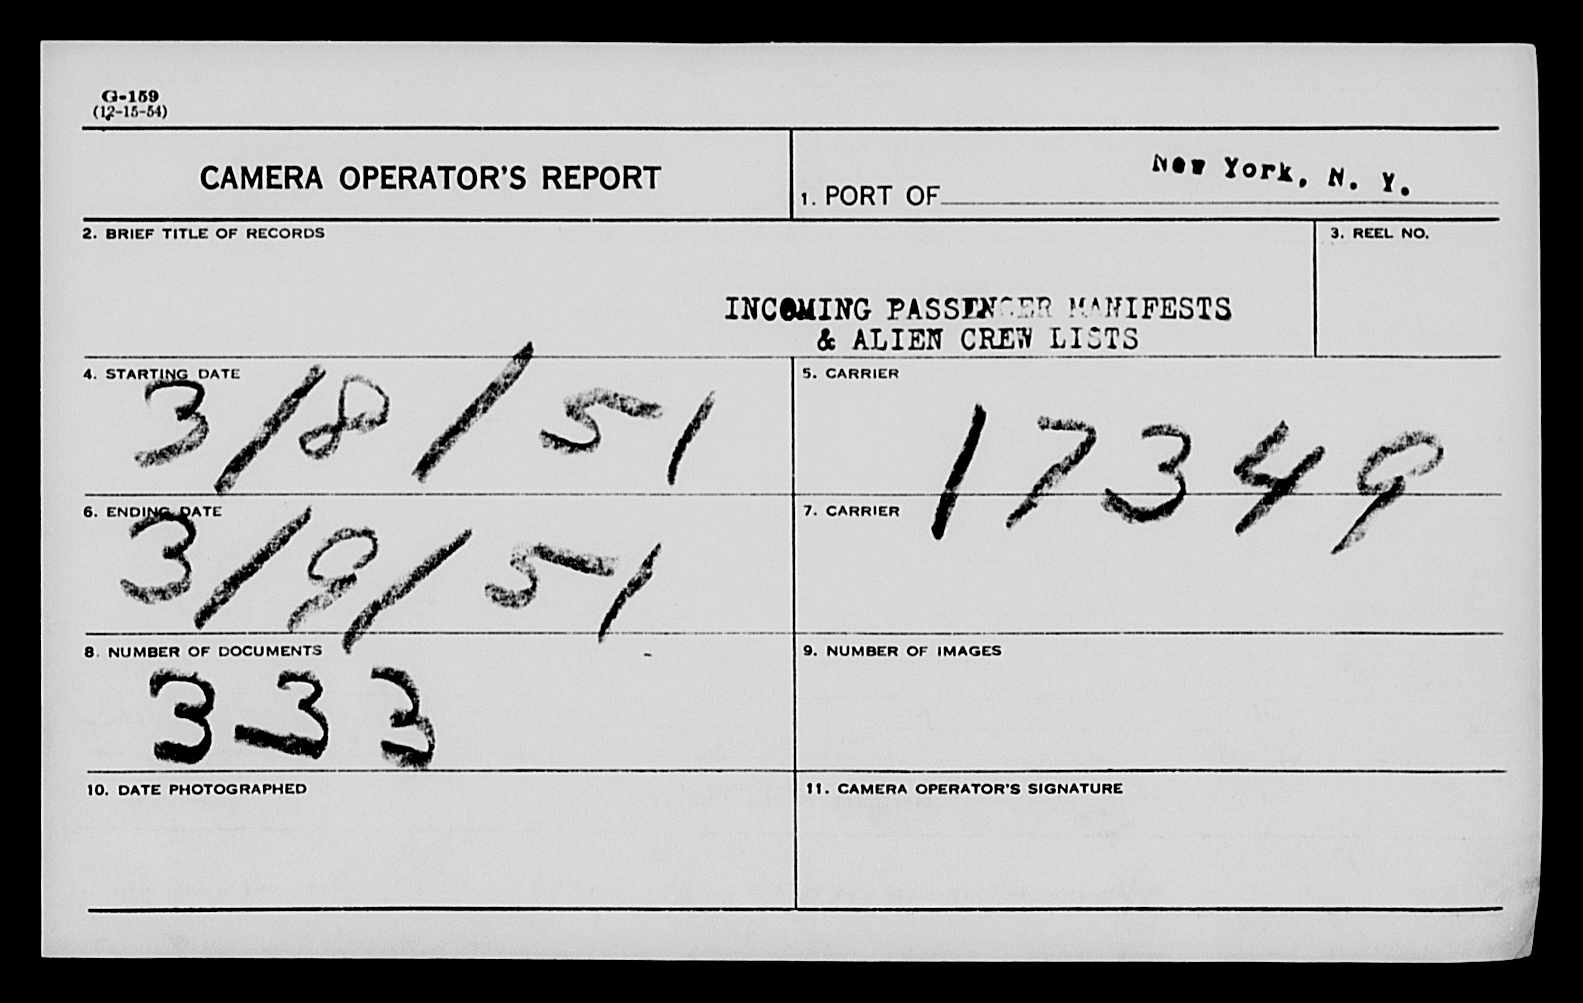 G-159
(12-15-54)
CAMERA OPERATOR'S REPORT
1. PORT OF New York, N. Y.
2. BRIEF TITLE OF RECORDS
3. REEL NO.
INCOMING PASSENGER MANIFESTS
& ALIEN CREW LISTS
4. STARTING DATE
3/8/51
5. CARRIER
17349
6. ENDING DATE
3/9/51
7. CARRIER
8. NUMBER OF DOCUMENTS
333
9. NUMBER OF IMAGES
10. DATE PHOTOGRAPHED
11. CAMERA OPERATOR'S SIGNATURE